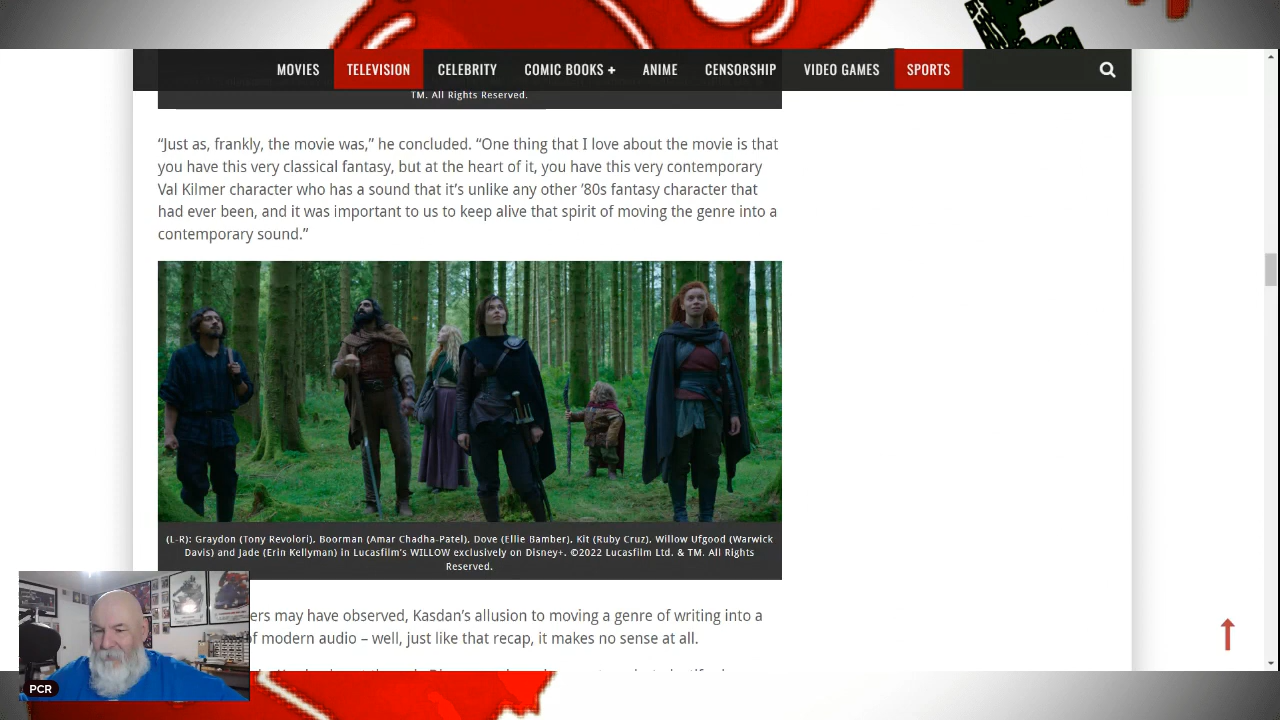 MOVIES TELEVISION CELEBRITY COMIC BOOKS + ANIME CENSORSHIP VIDEO GAMES SPORTS
TM. All Rights Reserved.
“Just as, frankly, the movie was,” he concluded. “One thing that I love about the movie is that
you have this very classical fantasy, but at the heart of it, you have this very contemporary
Val Kilmer character who has a sound that it’s unlike any other ’80s fantasy character that
had ever been, and it was important to us to keep alive that spirit of moving the genre into a
contemporary sound.”
(L-R): Graydon (Tony Revolori), Boorman (Amar Chadha-Patel), Dove (Ellie Bamber), Kit (Ruby Cruz), Willow Ufgood (Warwick
Davis) and Jade (Erin Kellyman) in Lucasfilm's WILLOW exclusively on Disney+. ©2022 Lucasfilm Ltd. & TM. All Rights
Reserved.
may have observed, Kasdan’s allusion to moving a genre of writing into a
of modern audio – well, just like that recap, it makes no sense at all.
PCR